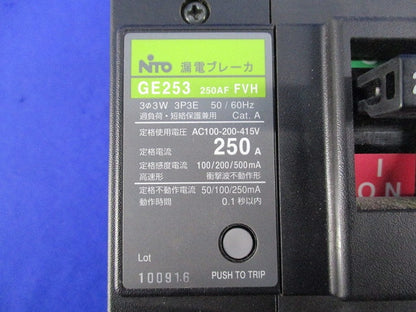 NiTO 漏電ブレーカ
GE253 250AF FVH
3φ3W 3P3E 50/60Hz
過負荷・短絡保護兼用 Cat. A
定格使用電圧 AC100-200-415V
定格電流 250 A
定格感度電流 100/200/500mA
高速形 衝撃波不動作形
定格不動作電流 50/100/250mA
動作時間 0.1秒以内
Lot
100916 PUSH TO TRIP
I
ON